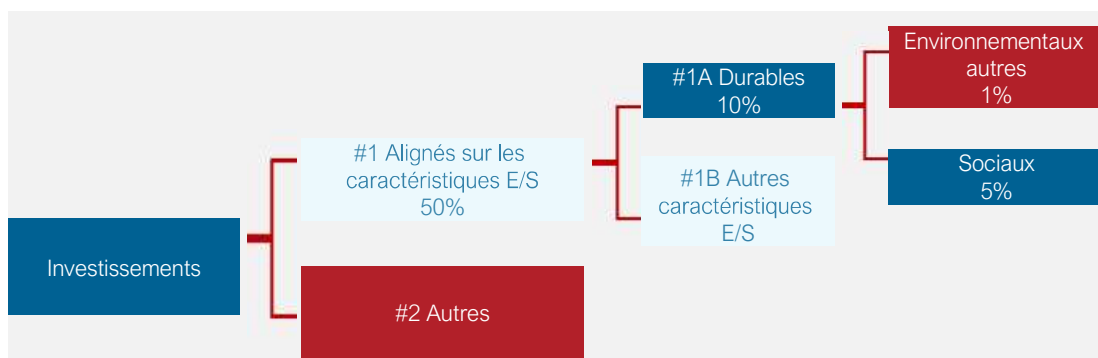 Investissements
#1 Alignés sur les
caractéristiques E/S
50%
#2 Autres
#1A Durables
10%
#1B Autres
caractéristiques
E/S
Environnementaux
autres
1%
Sociaux
5%